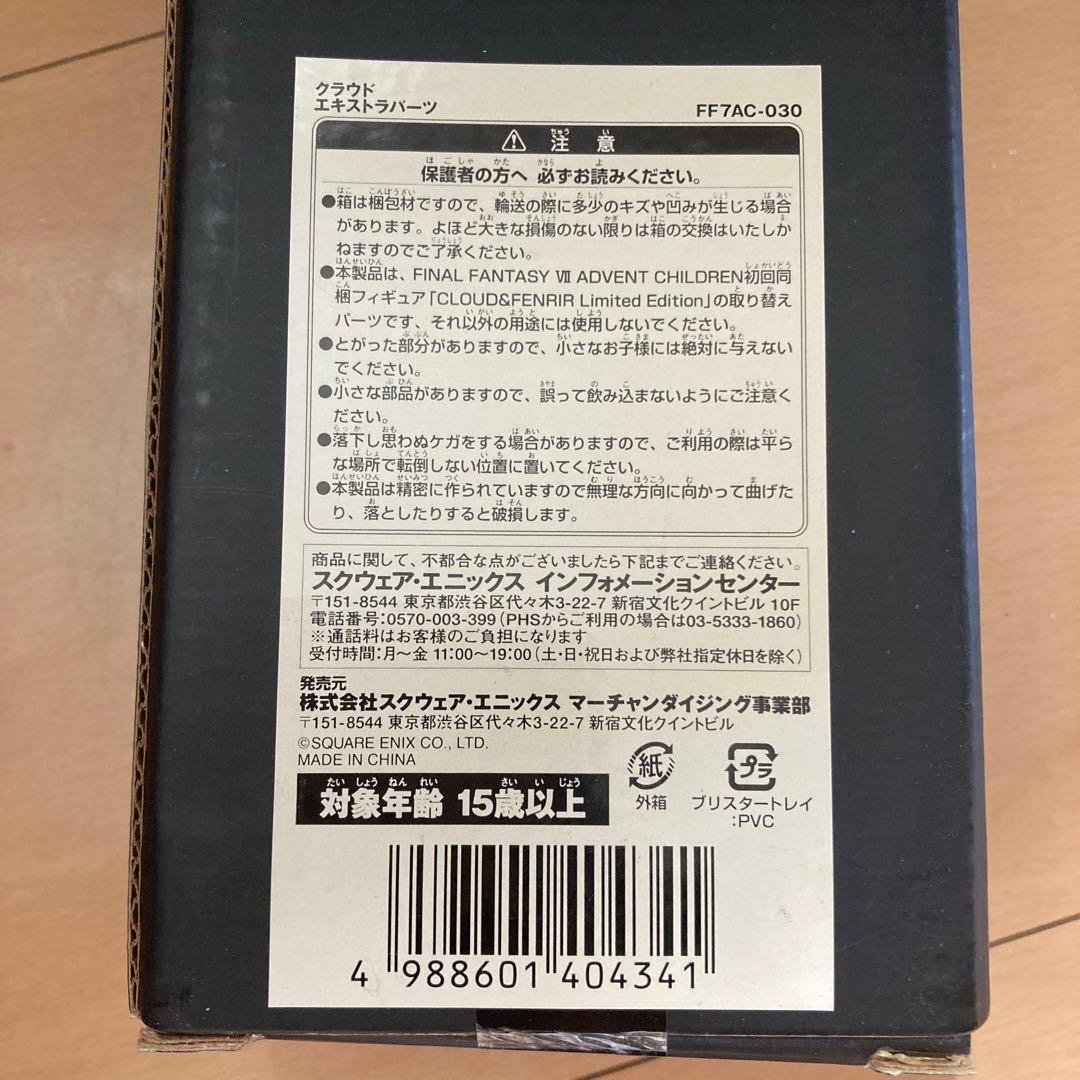 クラウド
エキストラパーツ
FF7AC-030
⚠ 注意
保護者の方へ 必ずお読みください。
●箱は梱包材ですので、輸送の際に多少のキズや凹みが生じる場合
があります。よほど大きな損傷のない限りは箱の交換はいたしか
ねますのでご了承ください。
●本製品は、FINAL FANTASY Ⅶ ADVENT CHILDREN初回同
梱フィギュア「CLOUD&FENRIR Limited Edition」の取り替え
パーツです、それ以外の用途には使用しないでください。
●とがった部分がありますので、小さなお子様には絶対に与えない
でください。
●小さな部品がありますので、誤って飲み込まないようにご注意く
ださい。
●落下し思わぬケガをする場合がありますので、ご利用の際は平ら
な場所で転倒しない位置に置いてください。
●本製品は精密に作られていますので無理な方向に向かって曲げた
り、落としたりすると破損します。
商品に関して、不都合な点がございましたら下記までご連絡ください。
スクウェア・エニックス インフォメーションセンター
〒151-8544 東京都渋谷区代々木3-22-7 新宿文化クイントビル 10F
電話番号:0570-003-399(PHSからご利用の場合は03-5333-1860)
※通話料はお客様のご負担になります
受付時間:月〜金 11:00〜19:00(土・日・祝日および弊社指定休日を除く)
発売元
株式会社スクウェア・エニックス マーチャンダイジング事業部
〒151-8544 東京都渋谷区代々木3-22-7 新宿文化クイントビル
©SQUARE ENIX CO., LTD.
MADE IN CHINA
対象年齢 15歳以上
紙
外箱
プラ
ブリスタートレイ
:PVC
4 988601 404341